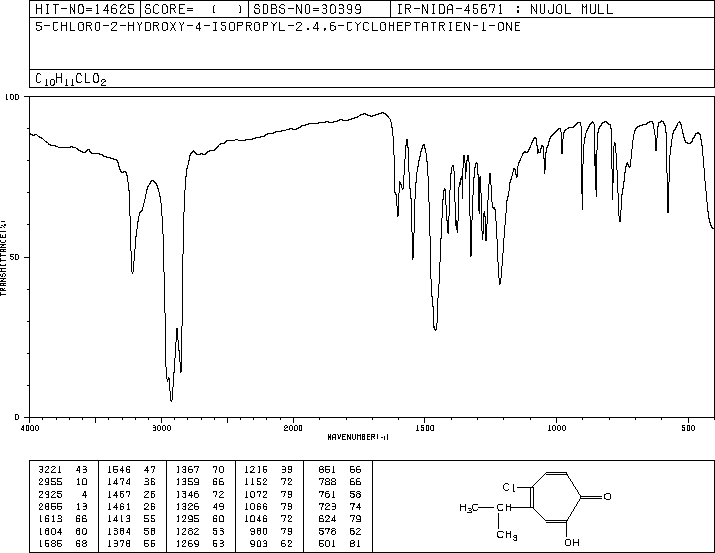 HIT-NO=14625 SCORE= ( ) SDBS-NO=30399 IR-NIDA-45671 : NUJOL MULL
5-CHLORO-2-HYDROXY-4-ISOPROPYL-2,4,6-CYCLOHEPTATRIEN-1-ONE
C10H11CLO2
100
50
0
TRANSMITTANCE(%)
4000 3000 2000 1500 1000 500
WAVENUMBER(-1)
3221 43 1546 47 1367 70 1216 39 851 66
2955 10 1474 36 1359 66 1152 72 788 66
2925 4 1467 26 1346 72 1072 79 761 58
2855 13 1461 26 1326 49 1066 79 729 74
1613 66 1413 55 1295 60 1046 72 624 79
1604 60 1384 58 1282 53 980 79 578 62
1585 68 1378 55 1269 53 903 62 501 81
Cl
O
H3C
CH
CH3
OH